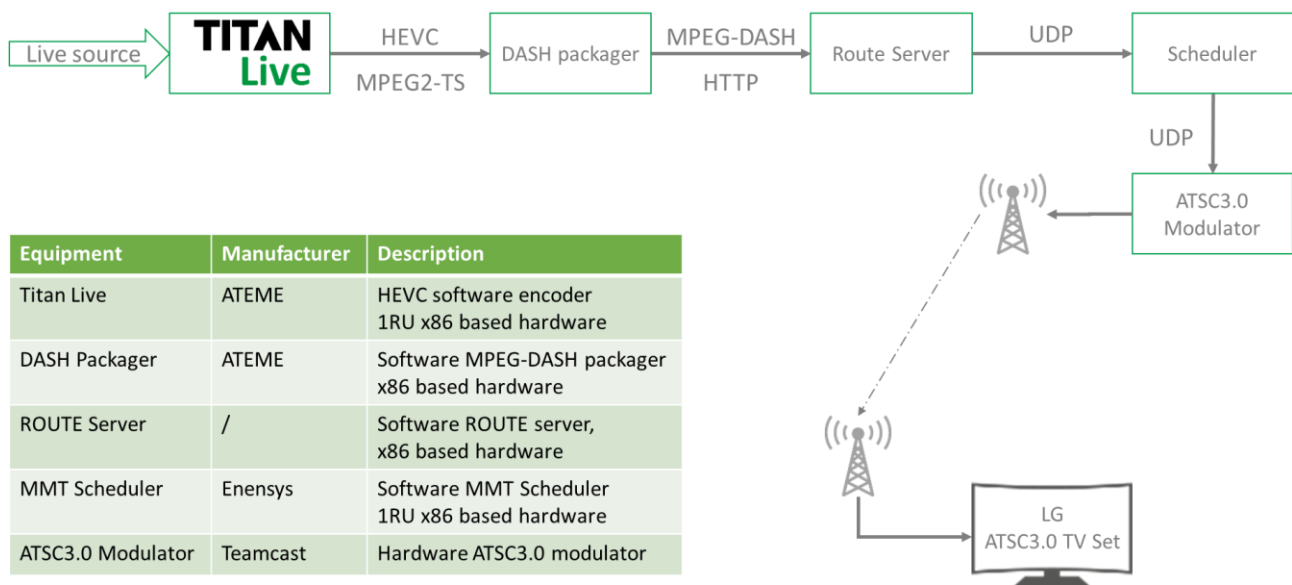 Live source
TITAN
Live
HEVC
MPEG2-TS
DASH packager
MPEG-DASH
HTTP
Route Server
UDP
Scheduler
UDP
ATSC3.0
Modulator
Equipment Manufacturer Description
Titan Live ATEME HEVC software encoder
1RU x86 based hardware
DASH Packager ATEME Software MPEG-DASH packager
x86 based hardware
ROUTE Server / Software ROUTE server,
x86 based hardware
MMT Scheduler Enensys Software MMT Scheduler
1RU x86 based hardware
ATSC3.0 Modulator Teamcast Hardware ATSC3.0 modulator
LG
ATSC3.0 TV Set